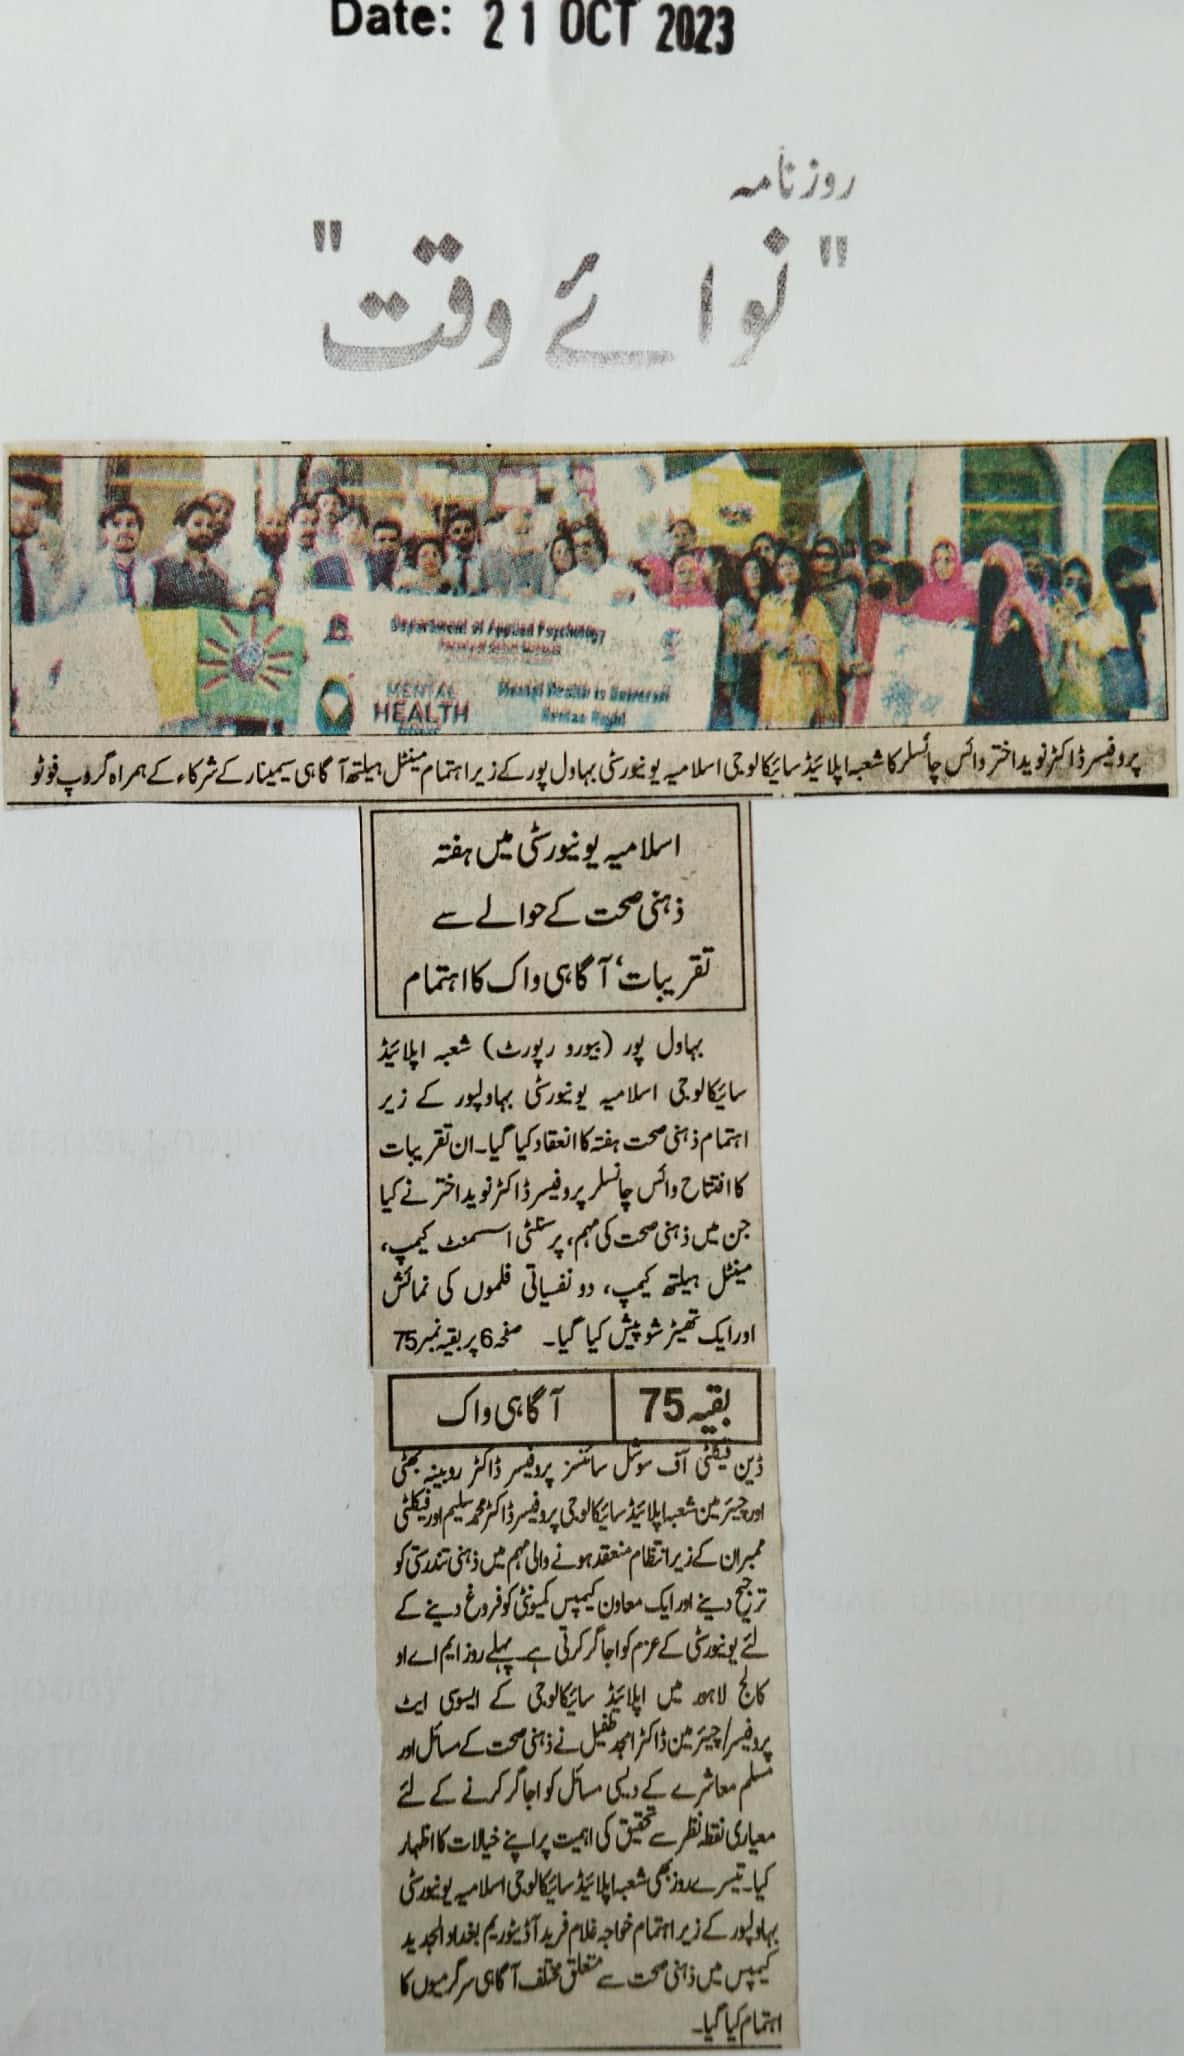 Date: 21 OCT 2023
روزنامہ
"نوائے وقت"
Department of Applied Psychology
MENTAL
HEALTH
Mental Health is Universal
Human Right
پروفیسر ڈاکٹر نوید اختر وائس چانسلر کا شعبہ اپلائیڈ سائیکالوجی اسلامیہ یونیورسٹی بہاول پور کے زیر اہتمام مینٹل ہیلتھ آگاہی سیمینار کے شرکاء کے ہمراہ گروپ فوٹو
اسلامیہ یونیورسٹی میں ہفتہ
ذہنی صحت کے حوالے سے
تقریبات، آگاہی واک کا اہتمام
بہاول پور (بیورو رپورٹ) شعبہ اپلائیڈ
سائیکالوجی اسلامیہ یونیورسٹی بہاولپور کے زیر
اہتمام ذہنی صحت ہفتہ کا انعقاد کیا گیا۔ ان تقریبات
کا افتتاح وائس چانسلر پروفیسر ڈاکٹر نوید اختر نے کیا
جن میں ذہنی صحت کی مہم، پرسنلٹی اسسمنٹ کیمپ،
مینٹل ہیلتھ کیمپ، دو نفسیاتی فلموں کی نمائش
اور ایک تھیٹر شو پیش کیا گیا۔ صفحہ 6 پر بقیہ نمبر 75
بقیہ 75 آگاہی واک
ڈین فیکلٹی آف سوشل سائنسز پروفیسر ڈاکٹر روبینہ بھٹی
اور چیئرمین شعبہ اپلائیڈ سائیکالوجی پروفیسر ڈاکٹر محمد سلیم اور فیکلٹی
ممبران کے زیر انتظام منعقد ہونے والی مہم میں ذہنی تندرستی کو
ترجیح دینے اور ایک معاون کیمپس کمیونٹی کو فروغ دینے کے
لئے یونیورسٹی کے عزم کو اجاگر کرتی ہے۔ پہلے روز ایم اے او
کالج لاہور میں اپلائیڈ سائیکالوجی کے ایسوسی ایٹ
پروفیسر/چیئرمین ڈاکٹر امجد طفیل نے ذہنی صحت کے مسائل اور
مسلم معاشرے کے دیسی مسائل کو اجاگر کرنے کے لئے
معیاری نقطہ نظر سے تحقیق کی اہمیت پر اپنے خیالات کا اظہار
کیا۔ تیسرے روز بھی شعبہ اپلائیڈ سائیکالوجی اسلامیہ یونیورسٹی
بہاولپور کے زیر اہتمام خواجہ غلام فرید آڈیٹوریم بغداد الجدید
کیمپس میں ذہنی صحت سے متعلق مختلف آگاہی سرگرمیوں کا
اہتمام کیا گیا۔